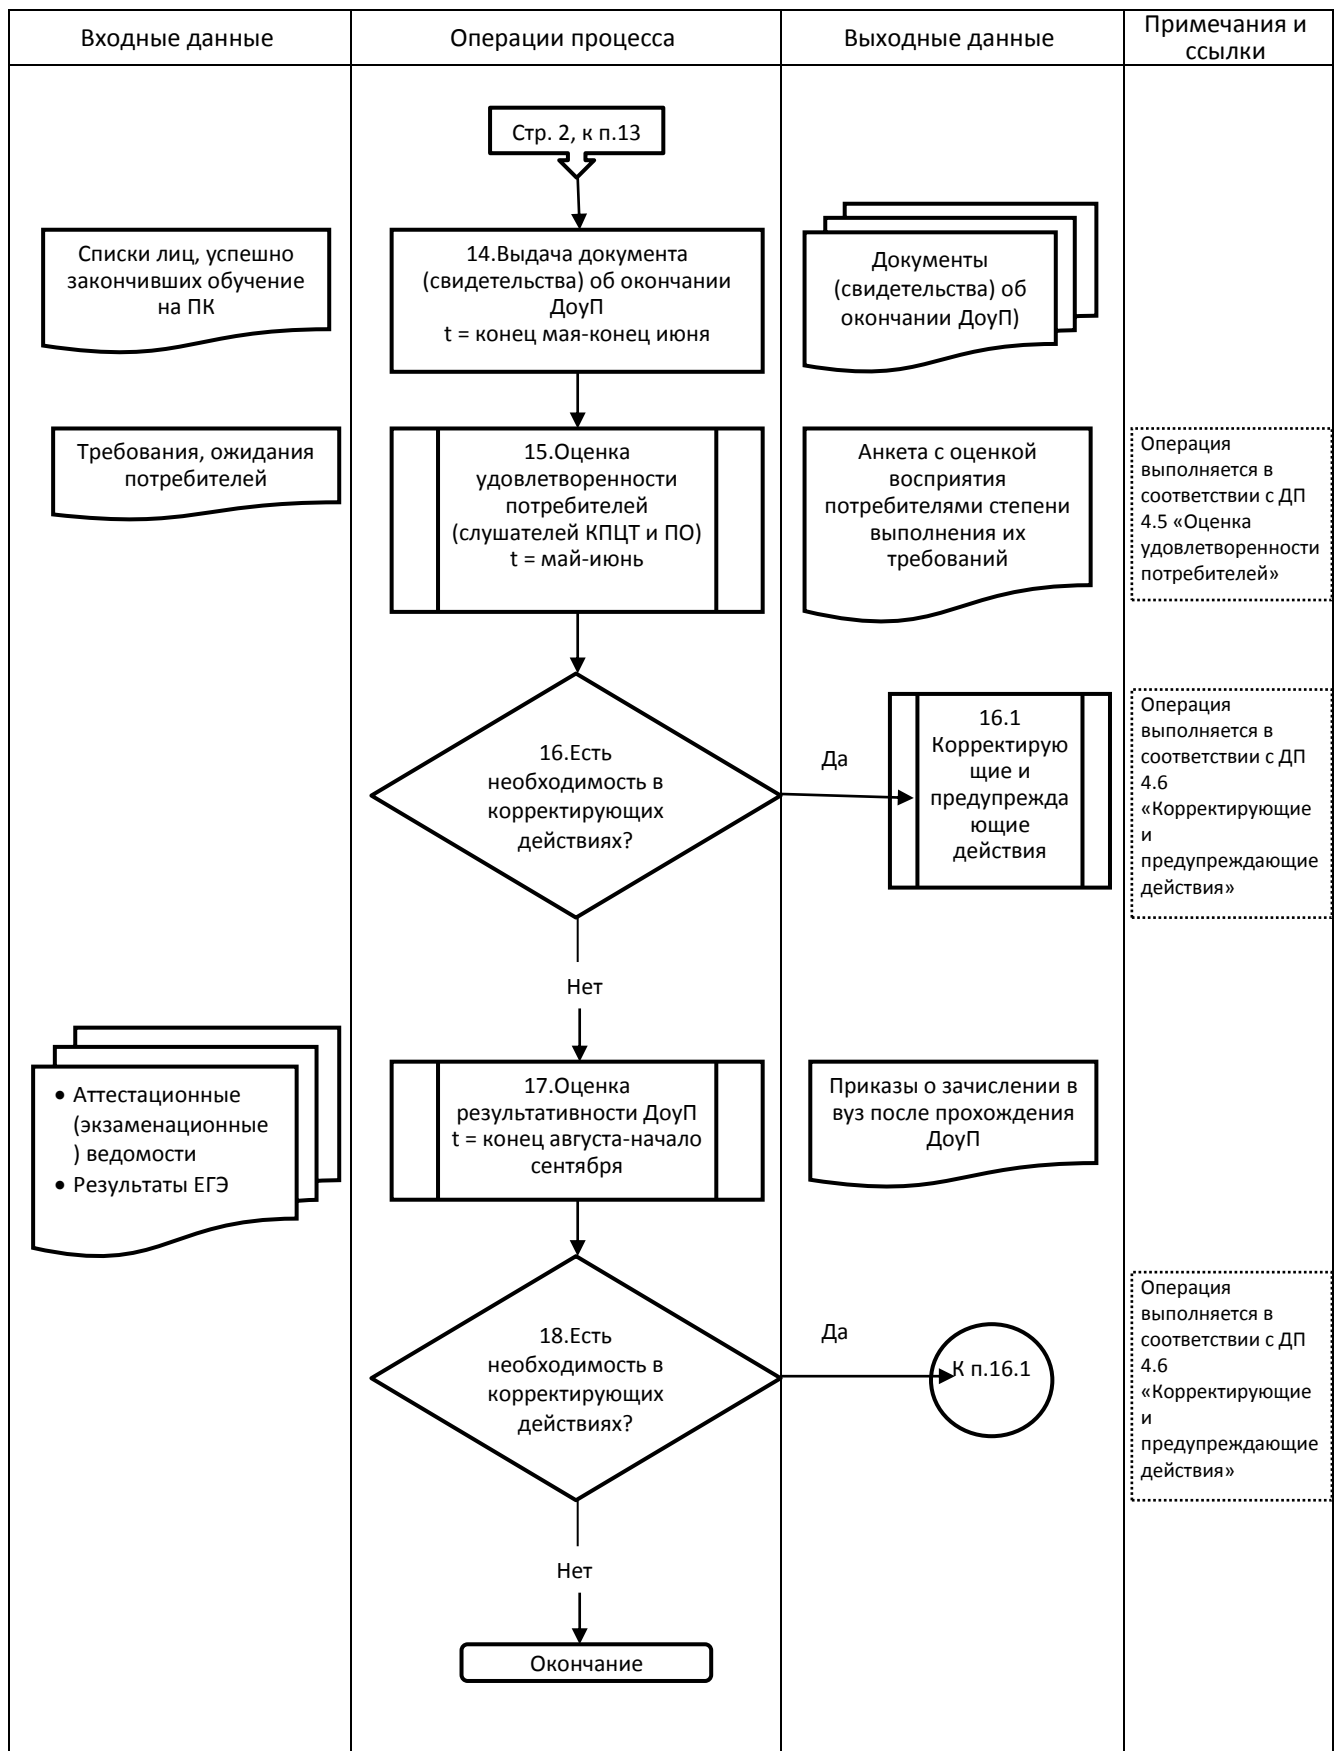 Входные данные
Операции процесса
Выходные данные
Примечания и
ссылки
Стр. 2, к п.13
Списки лиц, успешно
закончивших обучение
на ПК
14.Выдача документа
(свидетельства) об окончании
ДоуП
t = конец мая-конец июня
Документы
(свидетельства) об
окончании ДоуП)
Требования, ожидания
потребителей
15.Оценка
удовлетворенности
потребителей
(слушателей КПЦТ и ПО)
t = май-июнь
Анкета с оценкой
восприятия
потребителями степени
выполнения их
требований
Операция
выполняется в
соответствии с ДП
4.5 «Оценка
удовлетворенности
потребителей»
16.Есть
необходимость в
корректирующих
действиях?
Да
16.1
Корректирую
щие и
предупрежда
ющие
действия
Операция
выполняется в
соответствии с ДП
4.6
«Корректирующие
и
предупреждающие
действия»
Нет
• Аттестационные
(экзаменационные
) ведомости
• Результаты ЕГЭ
17.Оценка
результативности ДоуП
t = конец августа-начало
сентября
Приказы о зачислении в
вуз после прохождения
ДоуП
18.Есть
необходимость в
корректирующих
действиях?
Да
К п.16.1
Операция
выполняется в
соответствии с ДП
4.6
«Корректирующие
и
предупреждающие
действия»
Нет
Окончание